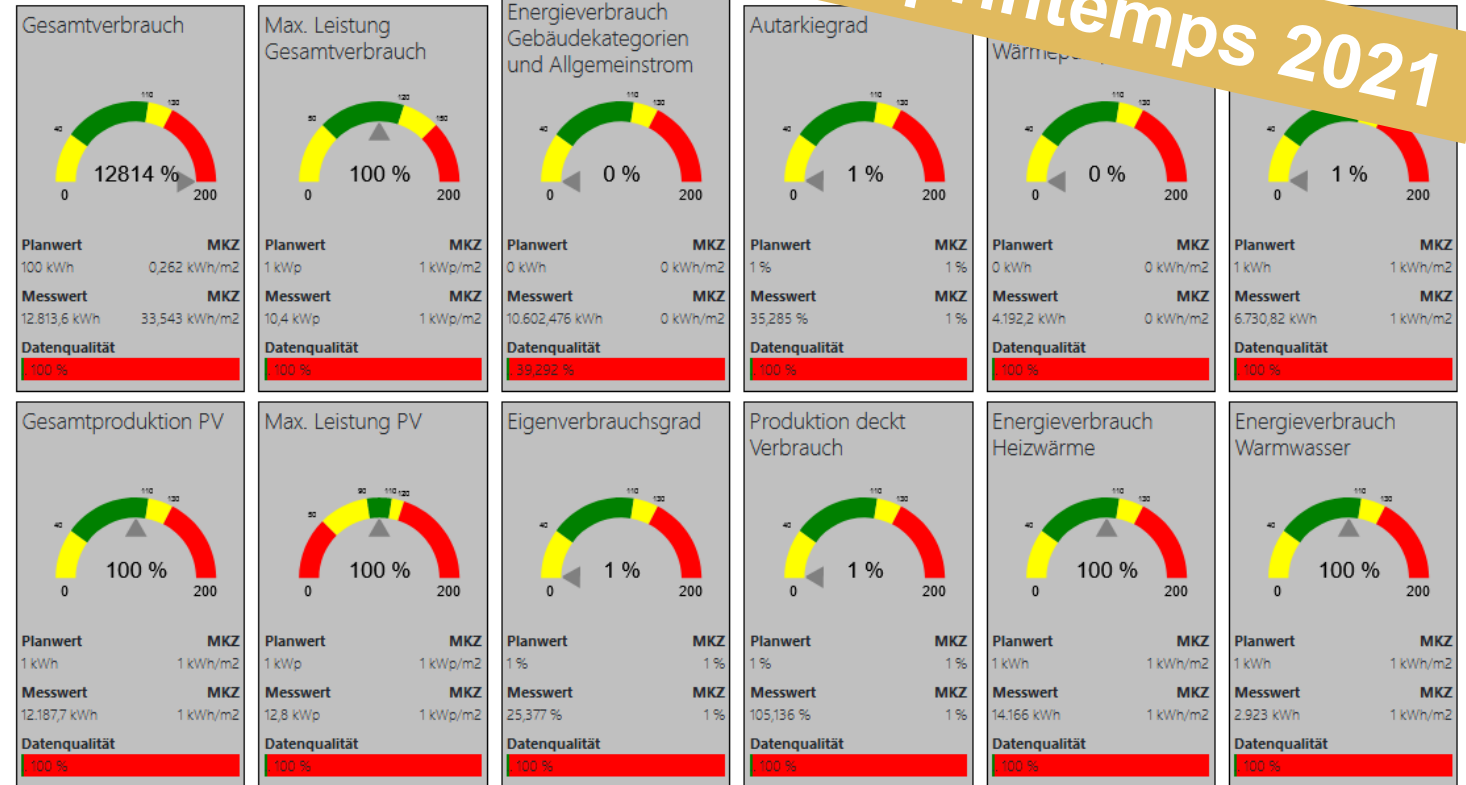 printemps 2021
Gesamtverbrauch
110
130
40
12814 %
0
200
Planwert MKZ
100 kWh 0,262 kWh/m2
Messwert MKZ
12.813,6 kWh 33,543 kWh/m2
Datenqualität
100 %
Max. Leistung
Gesamtverbrauch
120
50
150
100 %
0
200
Planwert MKZ
1 kWp 1 kWp/m2
Messwert MKZ
10,4 kWp 1 kWp/m2
Datenqualität
100 %
Energieverbrauch
Gebäudekategorien
und Allgemeinstrom
110
130
40
0 %
0
200
Planwert MKZ
0 kWh 0 kWh/m2
Messwert MKZ
10.602,476 kWh 0 kWh/m2
Datenqualität
39,292 %
Autarkiegrad
110
130
40
1 %
0
200
Planwert MKZ
1 % 1 %
Messwert MKZ
35,285 % 1 %
Datenqualität
100 %
110
130
40
0 %
0
200
Planwert MKZ
0 kWh 0 kWh/m2
Messwert MKZ
4.192,2 kWh 0 kWh/m2
Datenqualität
100 %
40
1 %
0
200
Planwert MKZ
1 kWh 1 kWh/m2
Messwert MKZ
6.730,82 kWh 1 kWh/m2
Datenqualität
100 %
Gesamtproduktion PV
110
130
40
100 %
0
200
Planwert MKZ
1 kWh 1 kWh/m2
Messwert MKZ
12.187,7 kWh 1 kWh/m2
Datenqualität
100 %
Max. Leistung PV
90 110 120
50
100 %
0
200
Planwert MKZ
1 kWp 1 kWp/m2
Messwert MKZ
12,8 kWp 1 kWp/m2
Datenqualität
100 %
Eigenverbrauchsgrad
110
130
40
1 %
0
200
Planwert MKZ
1 % 1 %
Messwert MKZ
25,377 % 1 %
Datenqualität
100 %
Produktion deckt
Verbrauch
110
130
40
1 %
0
200
Planwert MKZ
1 % 1 %
Messwert MKZ
105,136 % 1 %
Datenqualität
100 %
Energieverbrauch
Heizwärme
110
130
40
100 %
0
200
Planwert MKZ
1 kWh 1 kWh/m2
Messwert MKZ
14.166 kWh 1 kWh/m2
Datenqualität
100 %
Energieverbrauch
Warmwasser
110
130
40
100 %
0
200
Planwert MKZ
1 kWh 1 kWh/m2
Messwert MKZ
2.923 kWh 1 kWh/m2
Datenqualität
100 %